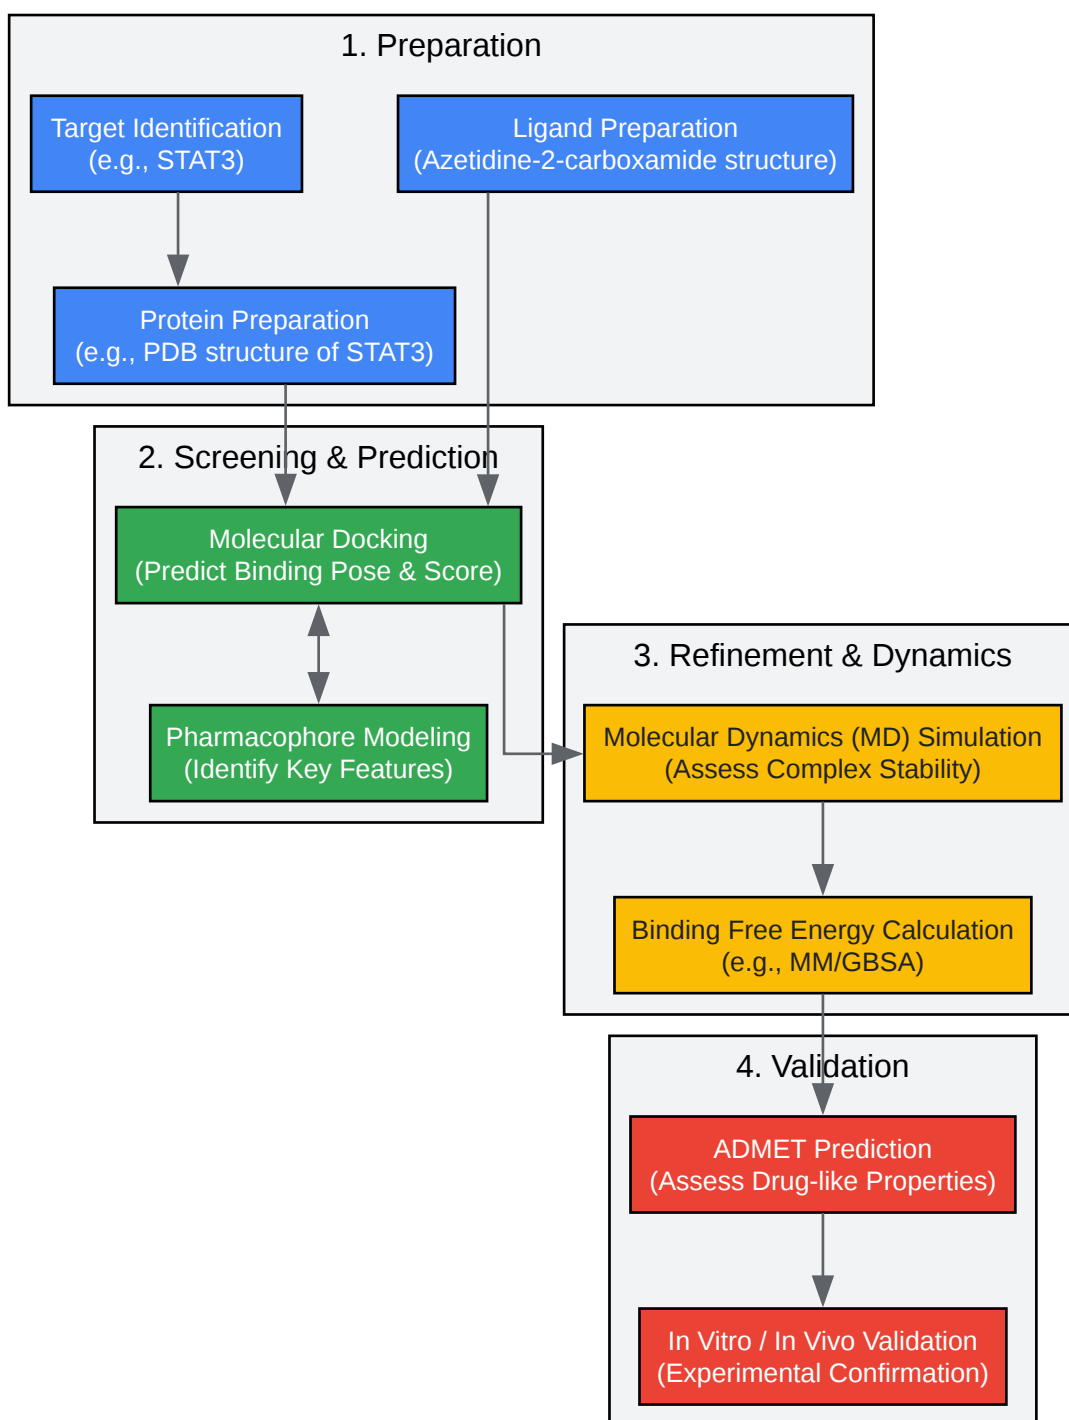 1. Preparation
Target Identification
(e.g., STAT3)
Ligand Preparation
(Azetidine-2-carboxamide structure)
Protein Preparation
(e.g., PDB structure of STAT3)
2. Screening & Prediction
Molecular Docking
(Predict Binding Pose & Score)
Pharmacophore Modeling
(Identify Key Features)
3. Refinement & Dynamics
Molecular Dynamics (MD) Simulation
(Assess Complex Stability)
Binding Free Energy Calculation
(e.g., MM/GBSA)
4. Validation
ADMET Prediction
(Assess Drug-like Properties)
In Vitro / In Vivo Validation
(Experimental Confirmation)